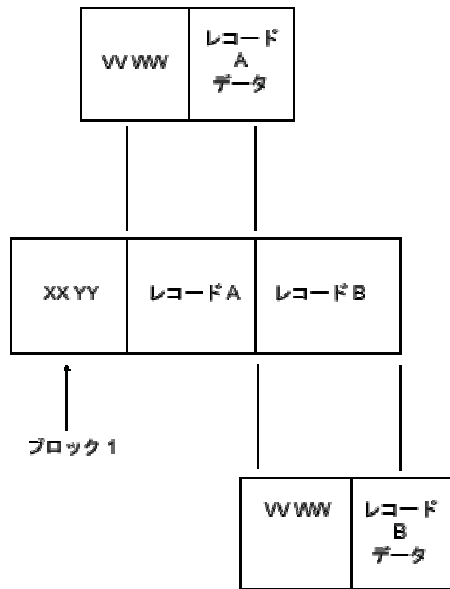 VV WW
レコード
A
データ
XX YY
レコード A
レコード B
ブロック 1
VV WW
レコード
B
データ